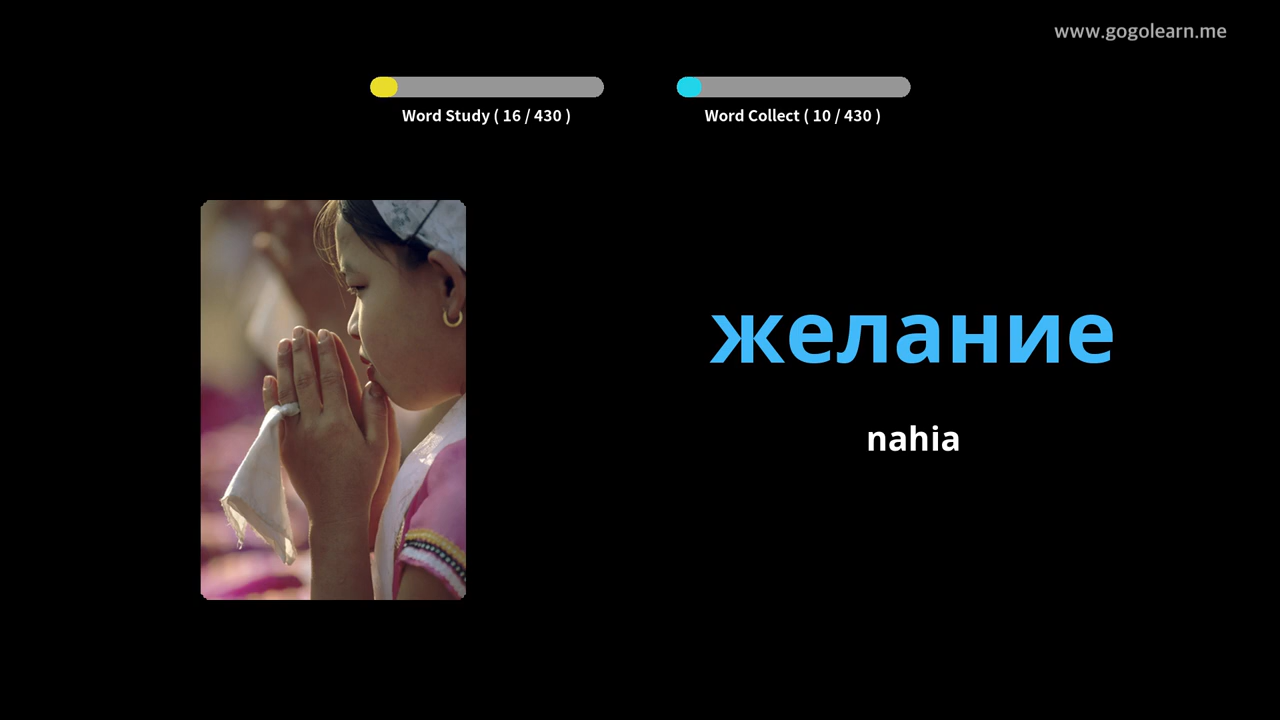 www.gogolearn.me
Word Study ( 16 / 430 )
Word Collect ( 10 / 430 )
желание
nahia